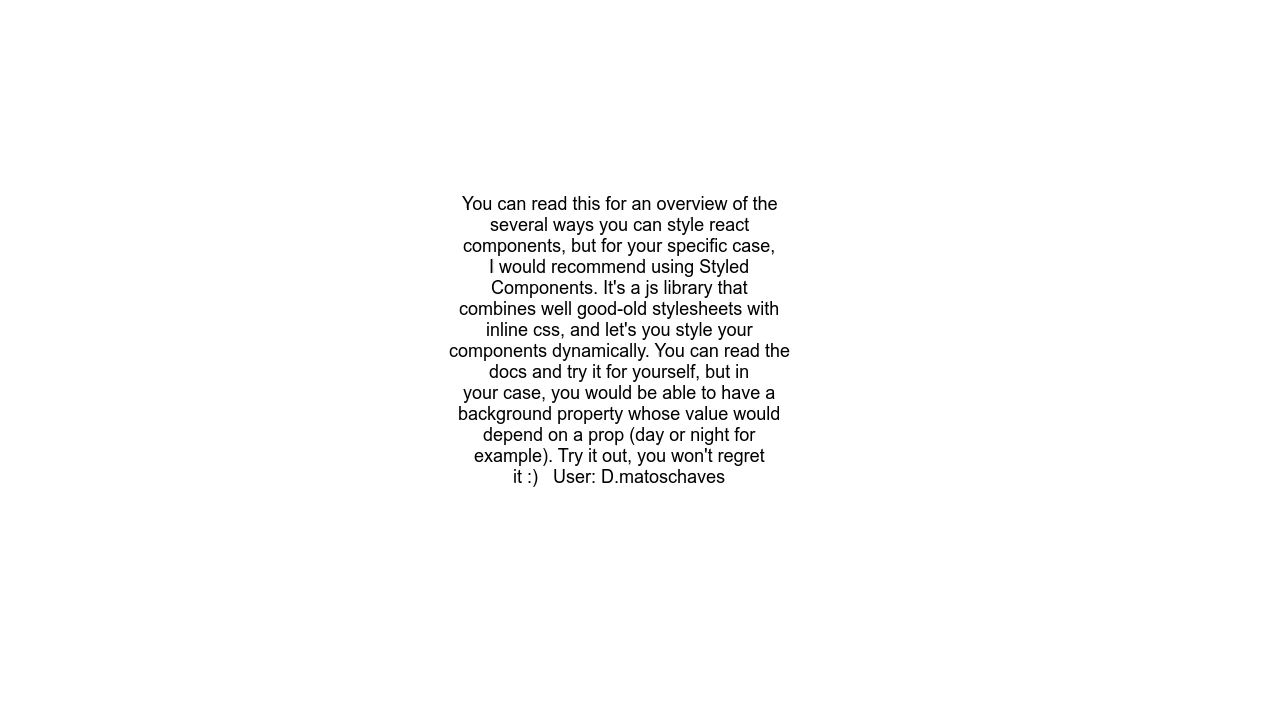 You can read this for an overview of the
several ways you can style react
components, but for your specific case,
I would recommend using Styled
Components. It's a js library that
combines well good-old stylesheets with
inline css, and let's you style your
components dynamically. You can read the
docs and try it for yourself, but in
your case, you would be able to have a
background property whose value would
depend on a prop (day or night for
example). Try it out, you won't regret
it :)   User: D.matoschaves